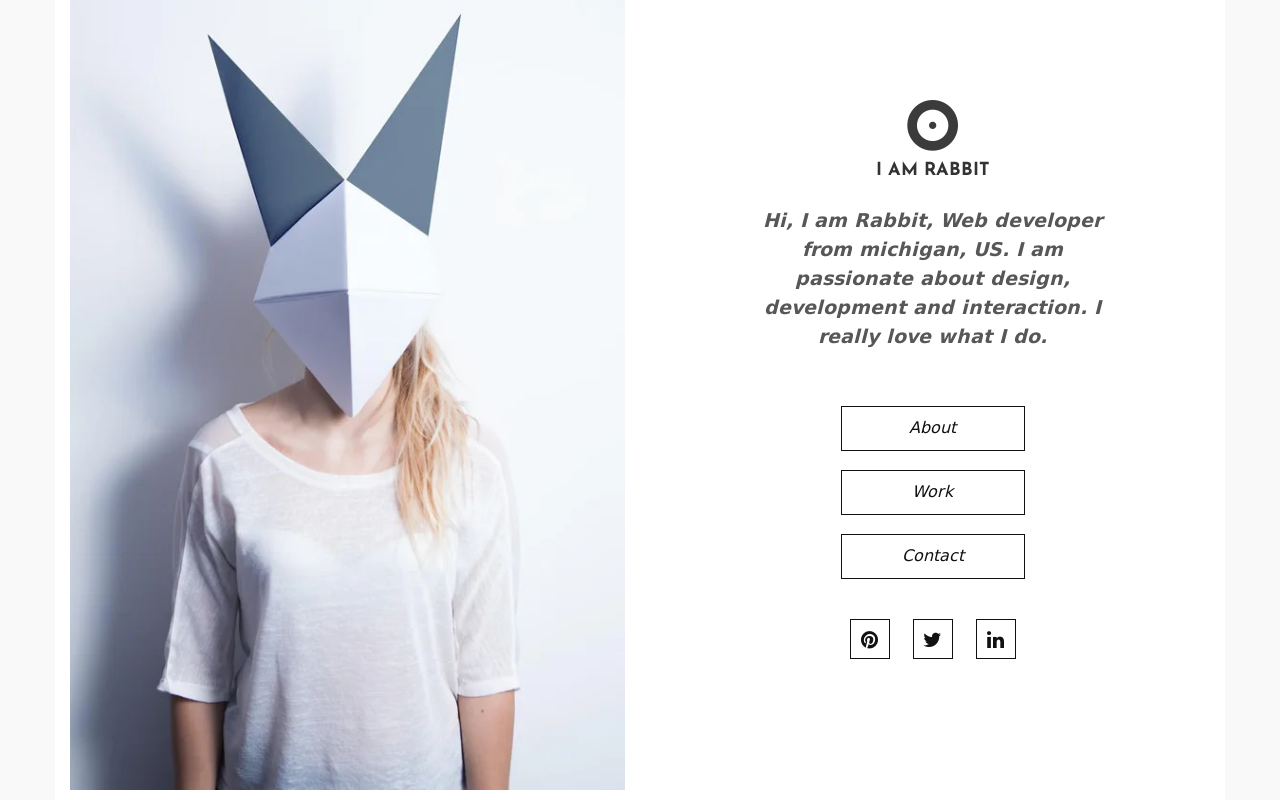 I AM RABBIT
Hi, I am Rabbit, Web developer
from michigan, US. I am
passionate about design,
development and interaction. I
really love what I do.
About
Work
Contact
in